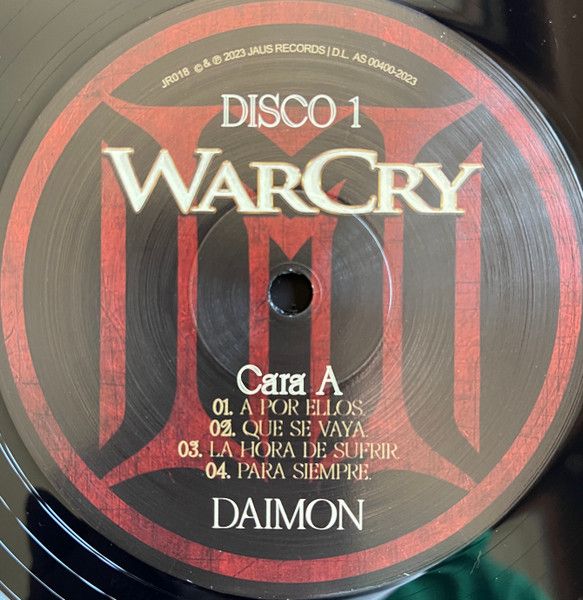 JR018 © & ℗ 2023 JAUS RECORDS | D.L. AS 00400-2023
DISCO 1
WARCRY
Cara A
01. A POR ELLOS.
02. QUE SE VAYA.
03. LA HORA DE SUFRIR.
04. PARA SIEMPRE.
DAIMON